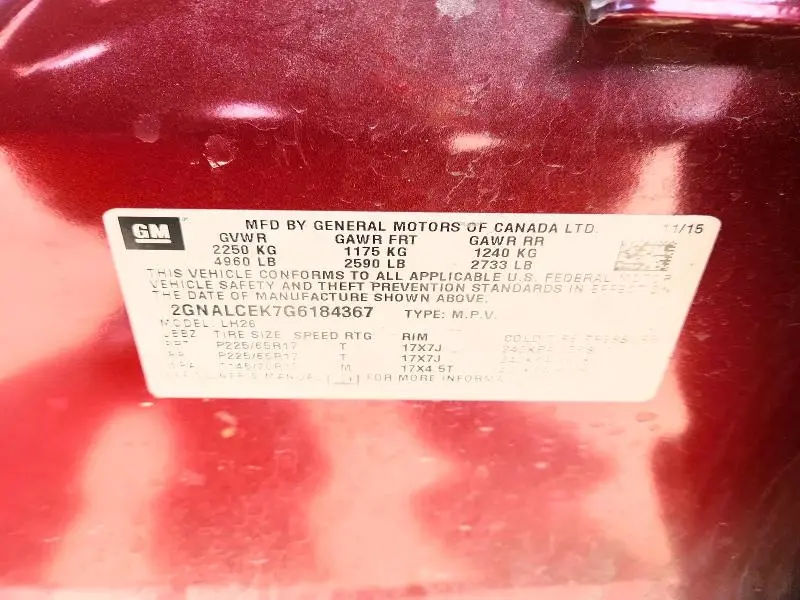 GM MFD BY GENERAL MOTORS OF CANADA LTD. 11/15
GVWR GAWR FRT GAWR RR
2250 KG 1175 KG 1240 KG
4960 LB 2590 LB 2733 LB
THIS VEHICLE CONFORMS TO ALL APPLICABLE U.S. FEDERAL MOTOR
VEHICLE SAFETY AND THEFT PREVENTION STANDARDS IN EFFECT ON
THE DATE OF MANUFACTURE SHOWN ABOVE.
2GNALCEK7G6184367 TYPE: M.P.V.
MODEL: LH26
TIRE SIZE SPEED RTG RIM
FRT P225/65R17 T 17X7J
RR P225/65R17 T 17X7J
M 17X4.5T
FOR MORE